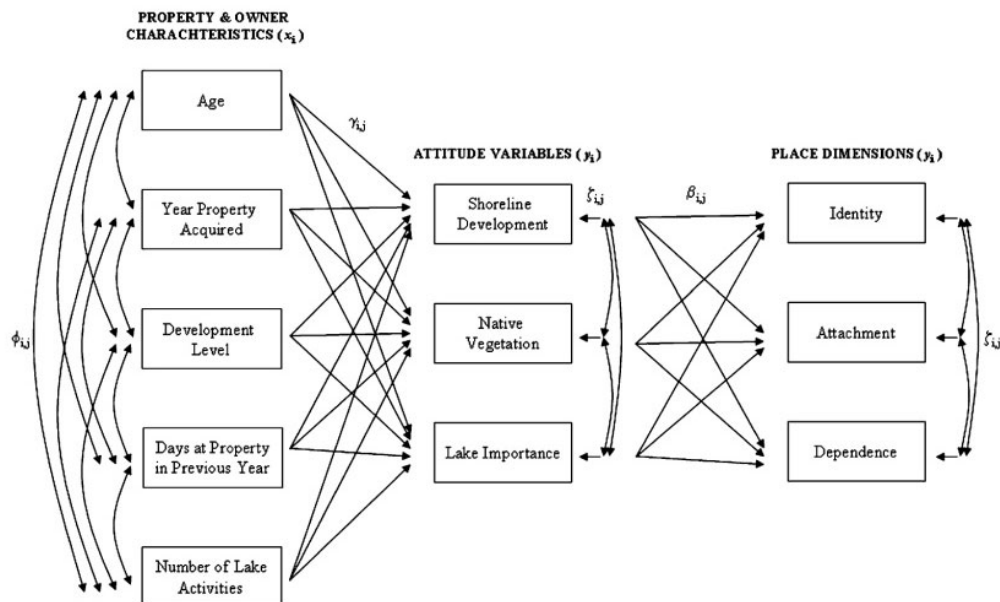 PROPERTY & OWNER
CHARACHTERISTICS (xᵢ)
Age
Year Property
Acquired
Development
Level
Days at Property
in Previous Year
Number of Lake
Activities
ϕi,j
γi,j
ATTITUDE VARIABLES (yᵢ)
Shoreline
Development
Native
Vegetation
Lake Importance
ζi,j
βi,j
PLACE DIMENSIONS (yᵢ)
Identity
Attachment
Dependence
ζi,j